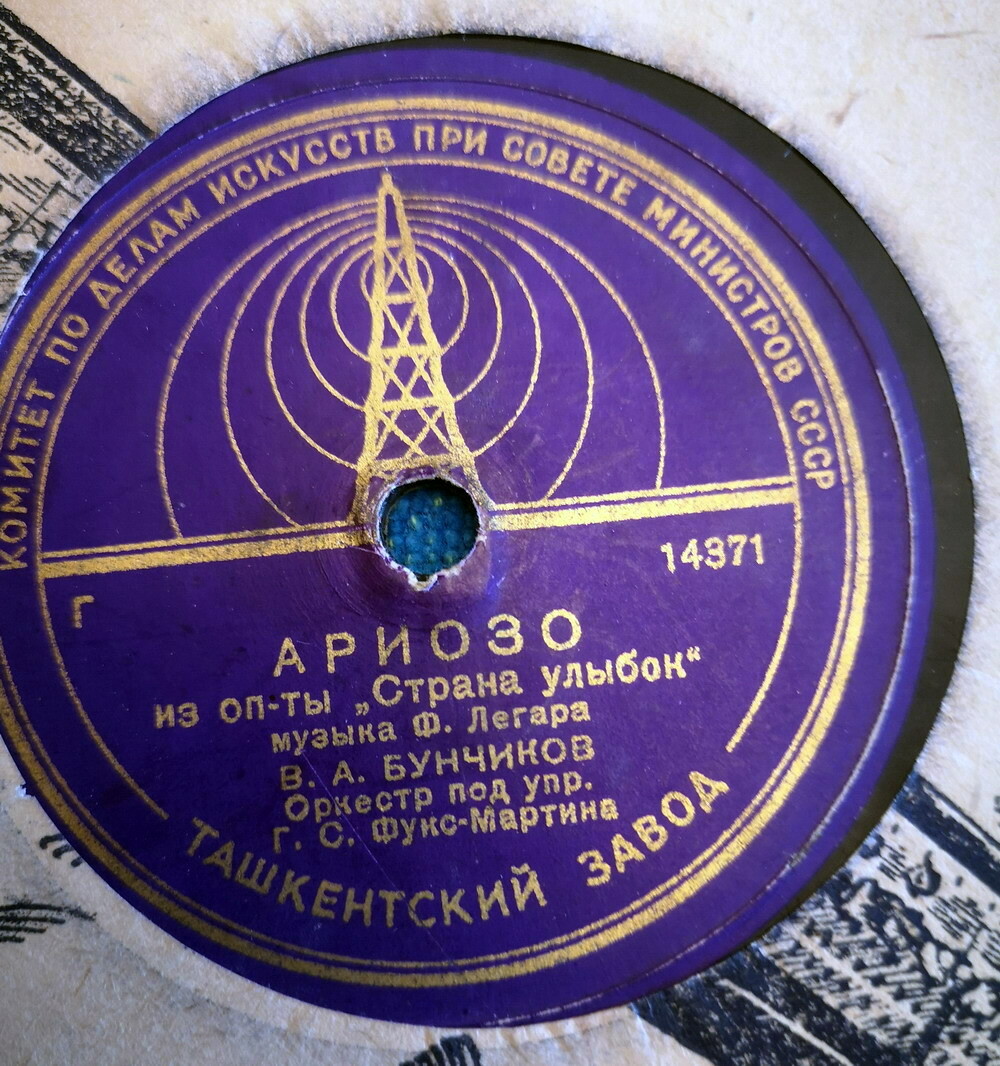 КОМИТЕТ ПО ДЕЛАМ ИСКУССТВ ПРИ СОВЕТЕ МИНИСТРОВ СССР
14371
Г
АРИОЗО
из оп-ты „Страна улыбок“
музыка Ф. Легара
В. А. БУНЧИКОВ
Оркестр под упр.
Г. С. Фукс-Мартина
ТАШКЕНТСКИЙ ЗАВОД